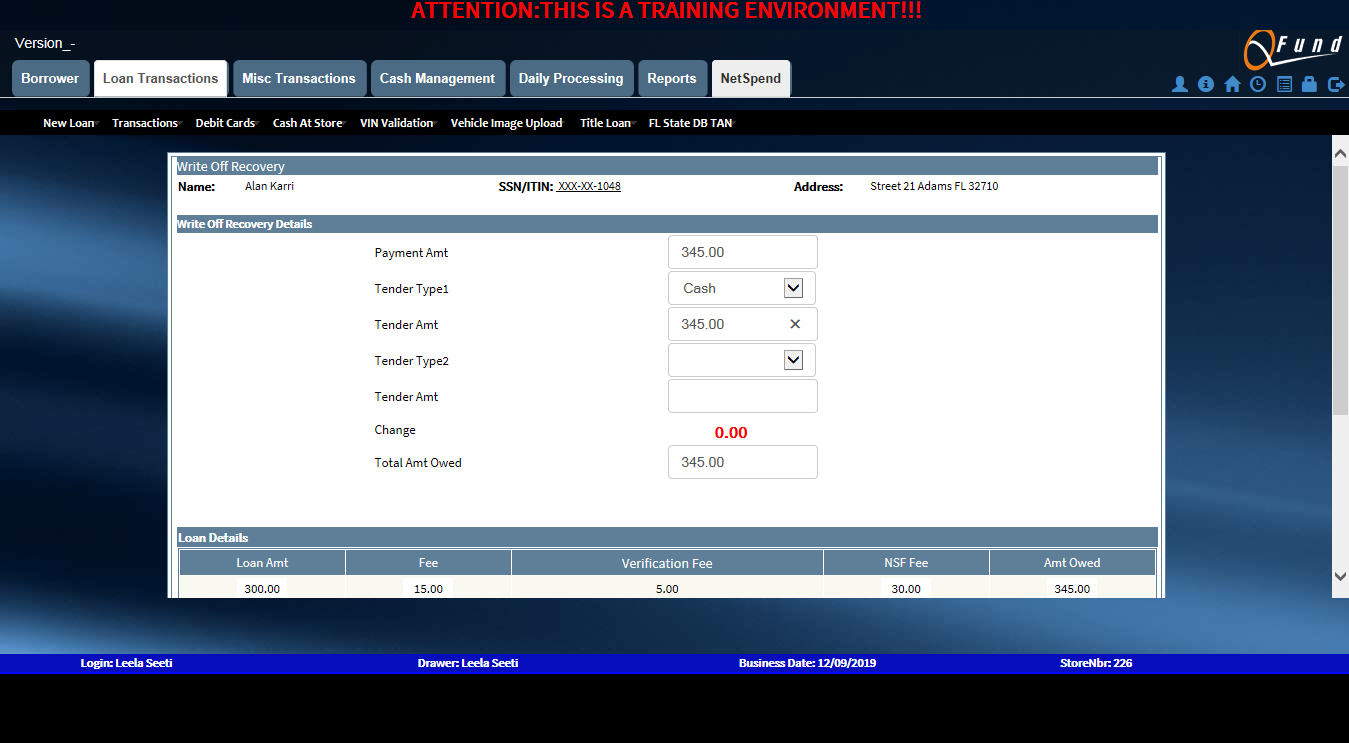 ATTENTION:THIS IS A TRAINING ENVIRONMENT!!!
Version_-
QFund
Borrower Loan Transactions Misc Transactions Cash Management Daily Processing Reports NetSpend
New Loan Transactions Debit Cards Cash At Store VIN Validation Vehicle Image Upload Title Loan FL State DB TAN
Write Off Recovery
Name: Alan Karri SSN/ITIN: XXX-XX-1048 Address: Street 21 Adams FL 32710
Write Off Recovery Details
Payment Amt 345.00
Tender Type1 Cash
Tender Amt 345.00
Tender Type2
Tender Amt
Change 0.00
Total Amt Owed 345.00
Loan Details
Loan Amt Fee Verification Fee NSF Fee Amt Owed
300.00 15.00 5.00 30.00 345.00
Login: Leela Seeti Drawer: Leela Seeti Business Date: 12/09/2019 StoreNbr: 226